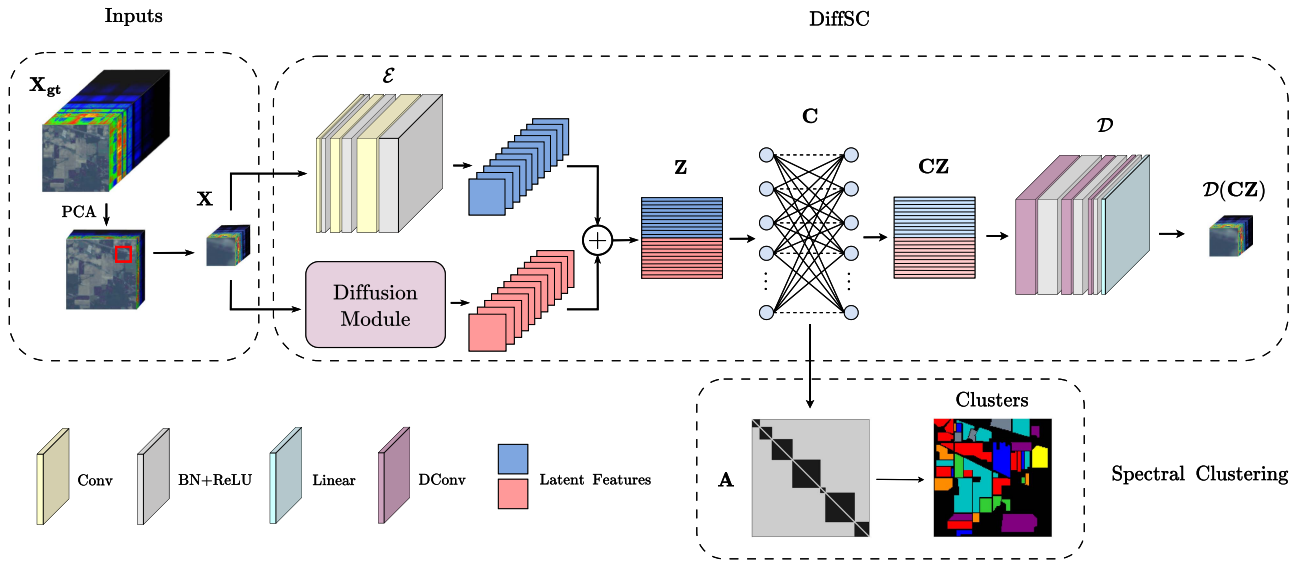 Inputs
DiffSC
X_gt
PCA
X
ℰ
Diffusion
Module
+
Z
C
CZ
𝒟
𝒟(CZ)
Conv
BN+ReLU
Linear
DConv
Latent Features
A
Clusters
Spectral Clustering